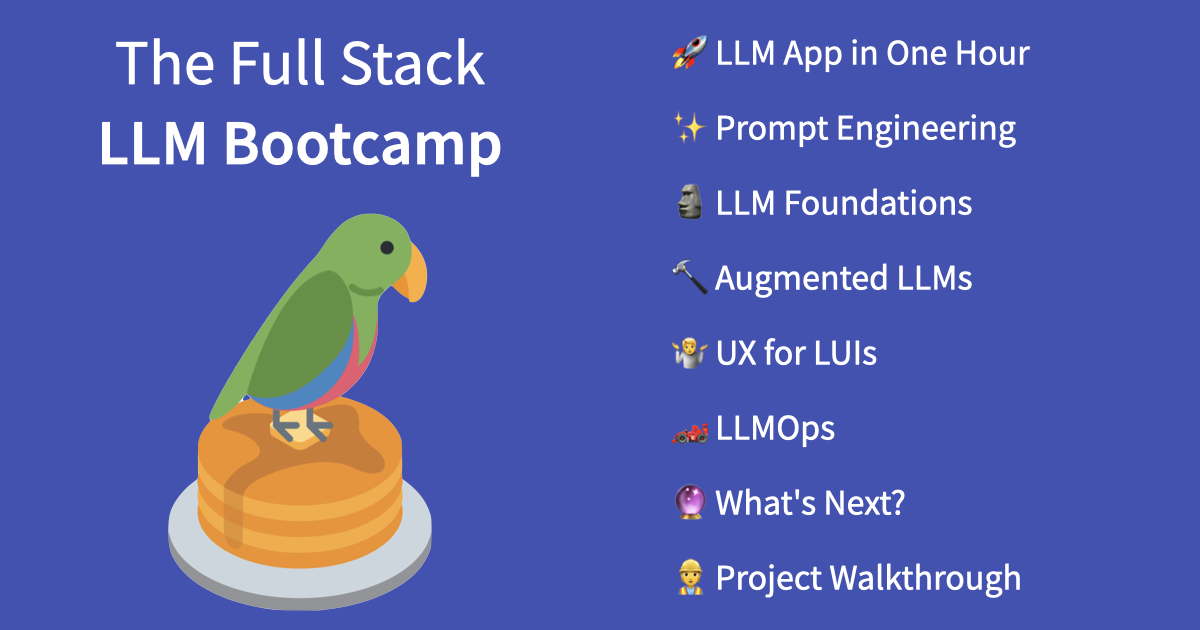 The Full Stack
LLM Bootcamp
🚀 LLM App in One Hour
✨ Prompt Engineering
🗿 LLM Foundations
🔨 Augmented LLMs
🤷 UX for LUIs
🏎️ LLMOps
🔮 What's Next?
👷 Project Walkthrough